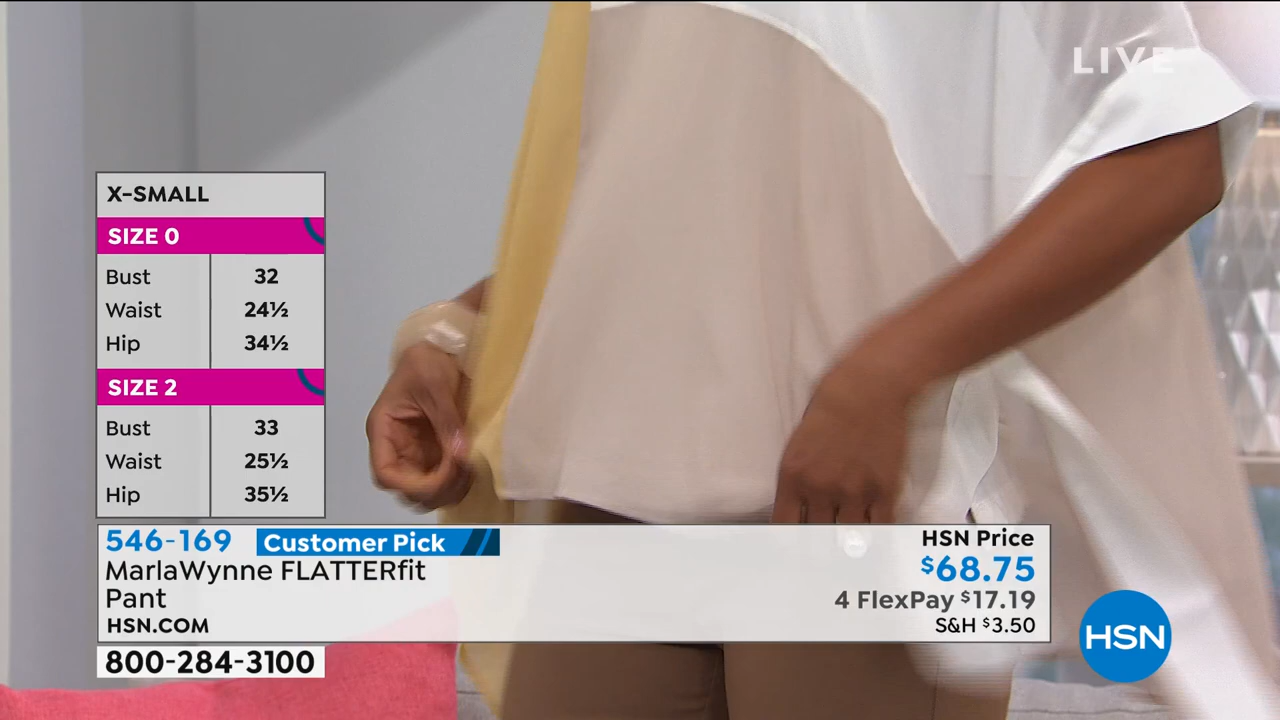 LIVE
X-SMALL
SIZE 0
Bust 32
Waist 24½
Hip 34½
SIZE 2
Bust 33
Waist 25½
Hip 35½
546-169 Customer Pick
MarlaWynne FLATTERfit
Pant
HSN.COM
HSN Price
$68.75
4 FlexPay $17.19
S&H $3.50
800-284-3100
HSN